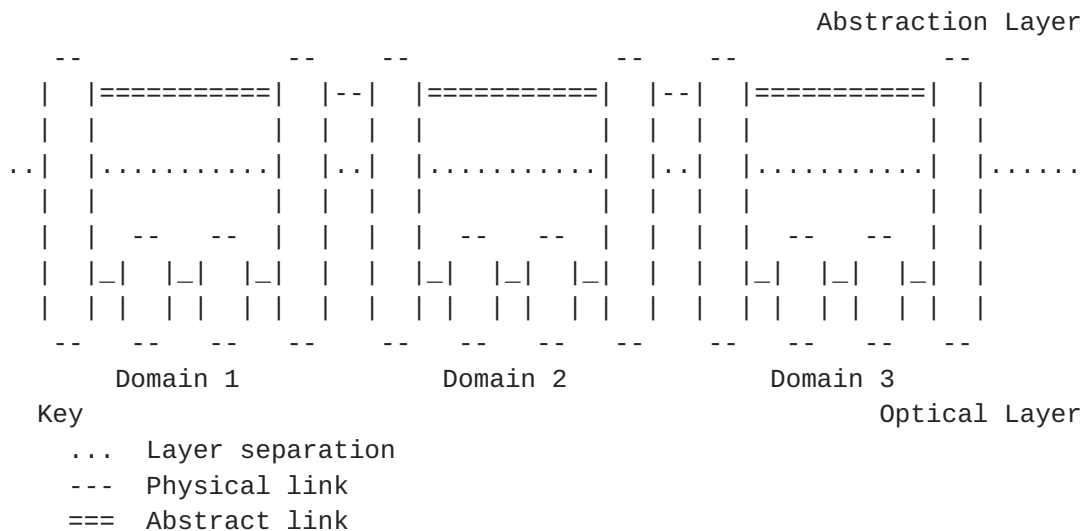 Abstraction Layer
Domain 1 Domain 2 Domain 3
Key Optical Layer
... Layer separation
--- Physical link
=== Abstract link